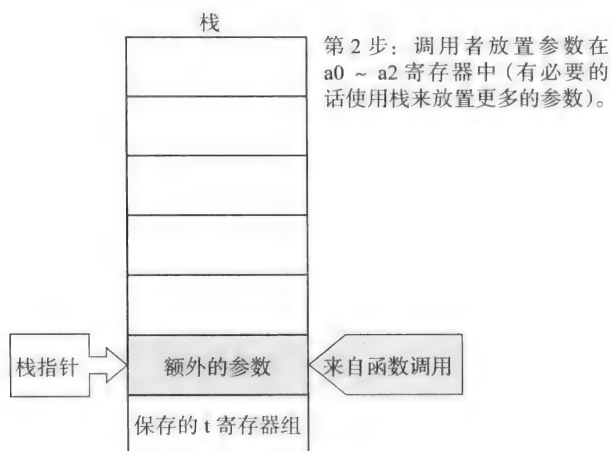 栈
第2步：调用者放置参数在
a0 ~ a2 寄存器中（有必要的
话使用栈来放置更多的参数）。
栈指针
额外的参数
来自函数调用
保存的 t 寄存器组